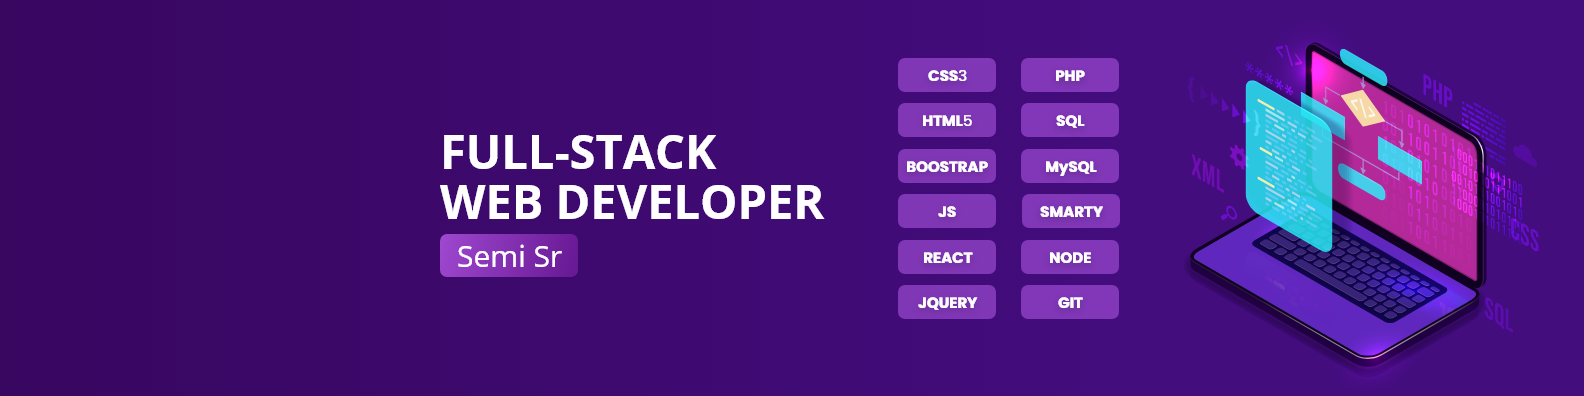 FULL-STACK
WEB DEVELOPER
Semi Sr
CSS3
PHP
HTML5
SQL
BOOSTRAP
MySQL
JS
SMARTY
REACT
NODE
JQUERY
GIT
</>
PHP
XML
</>
CSS
SQL